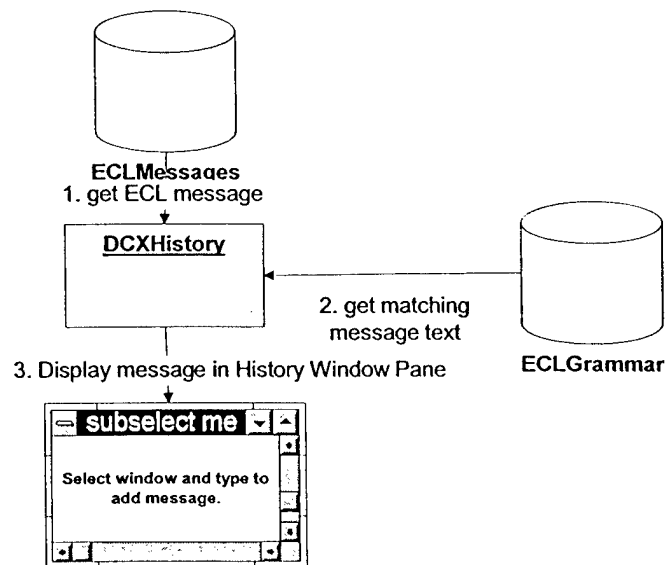 ECLMessages
1. get ECL message
DCXHistory
2. get matching
message text
ECLGrammar
3. Display message in History Window Pane
subselect me
Select window and type to
add message.